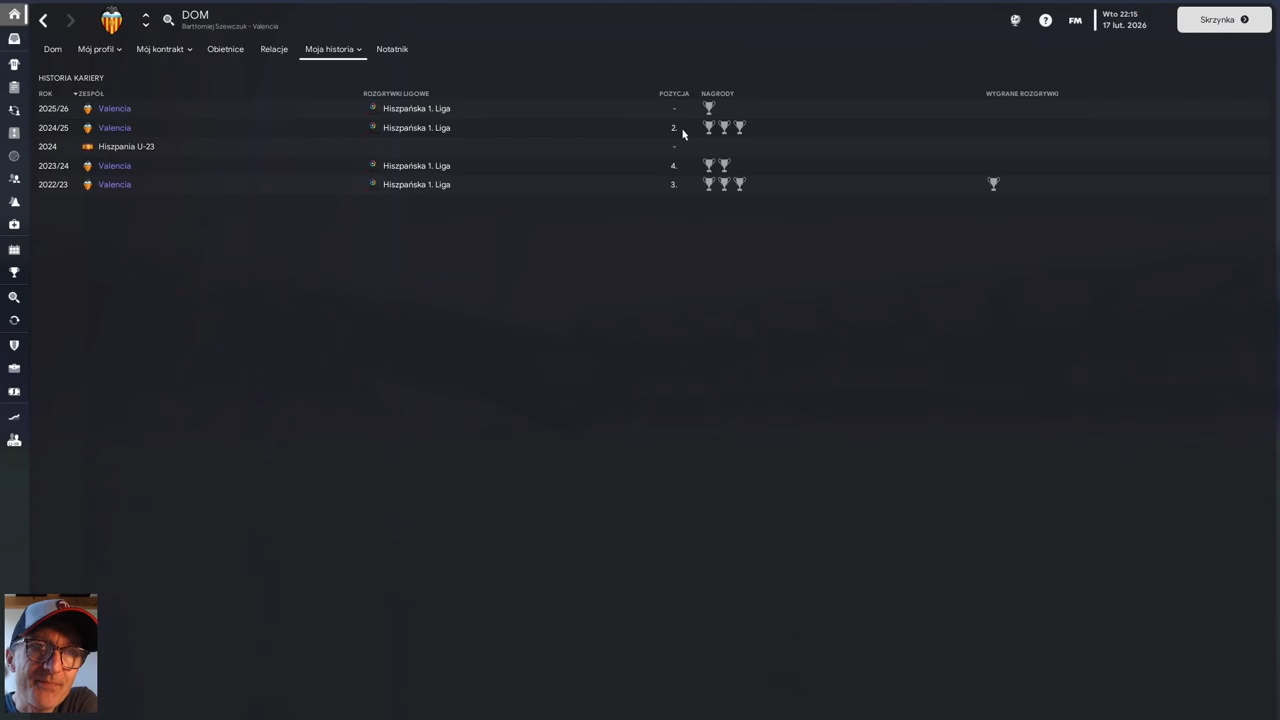 DOM
Bartłomiej Szewczuk - Valencia
FM
Wto 22:15
17 lut. 2026
Skrzynka
Dom Mój profil Mój kontrakt Obietnice Relacje Moja historia Notatnik
HISTORIA KARIERY
ROK ZESPÓŁ ROZGRYWKI LIGOWE POZYCJA NAGRODY WYGRANE ROZGRYWKI
2025/26 Valencia Hiszpańska 1. Liga -
2024/25 Valencia Hiszpańska 1. Liga 2.
2024 Hiszpania U-23 -
2023/24 Valencia Hiszpańska 1. Liga 4.
2022/23 Valencia Hiszpańska 1. Liga 3.